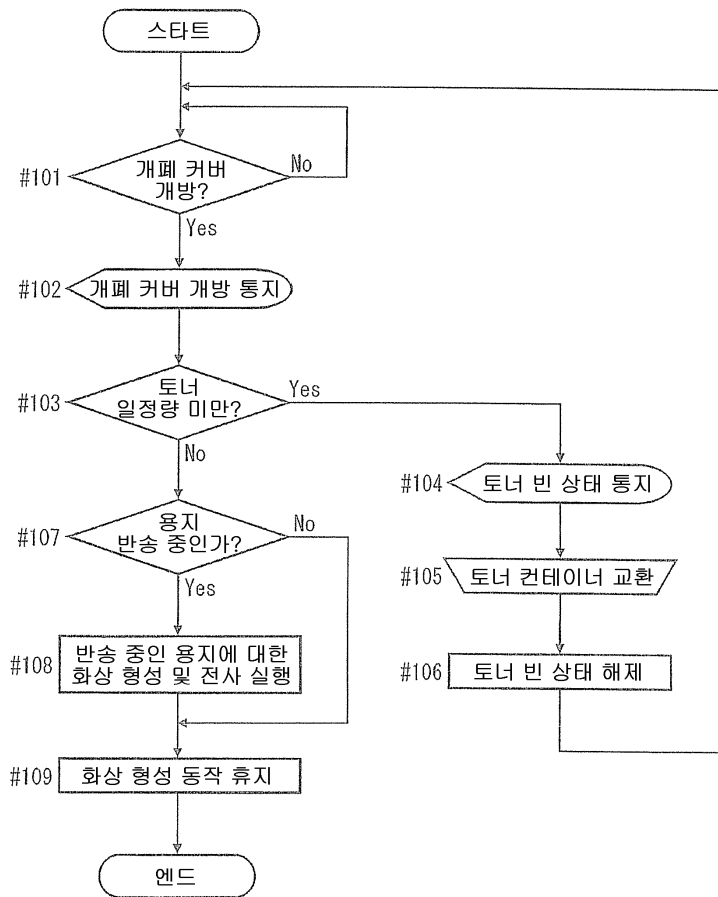 스타트
#101
개폐 커버
개방?
No
Yes
#102
개폐 커버 개방 통지
#103
토너
일정량 미만?
Yes
No
#104
토너 빈 상태 통지
#107
용지
반송 중인가?
No
Yes
#105
토너 컨테이너 교환
#108
반송 중인 용지에 대한
화상 형성 및 전사 실행
#106
토너 빈 상태 해제
#109
화상 형성 동작 휴지
엔드